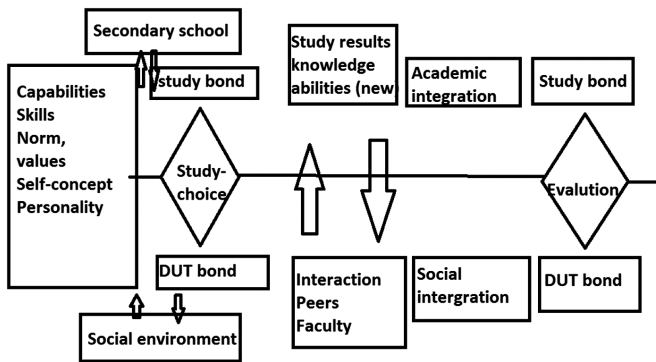 Secondary school
study bond
Capabilities
Skills
Norm,
values
Self-concept
Personality
Study-
choice
DUT bond
Social environment
Study results
knowledge
abilities (new)
Academic
integration
Study bond
Evalution
Interaction
Peers
Faculty
Social
intergration
DUT bond